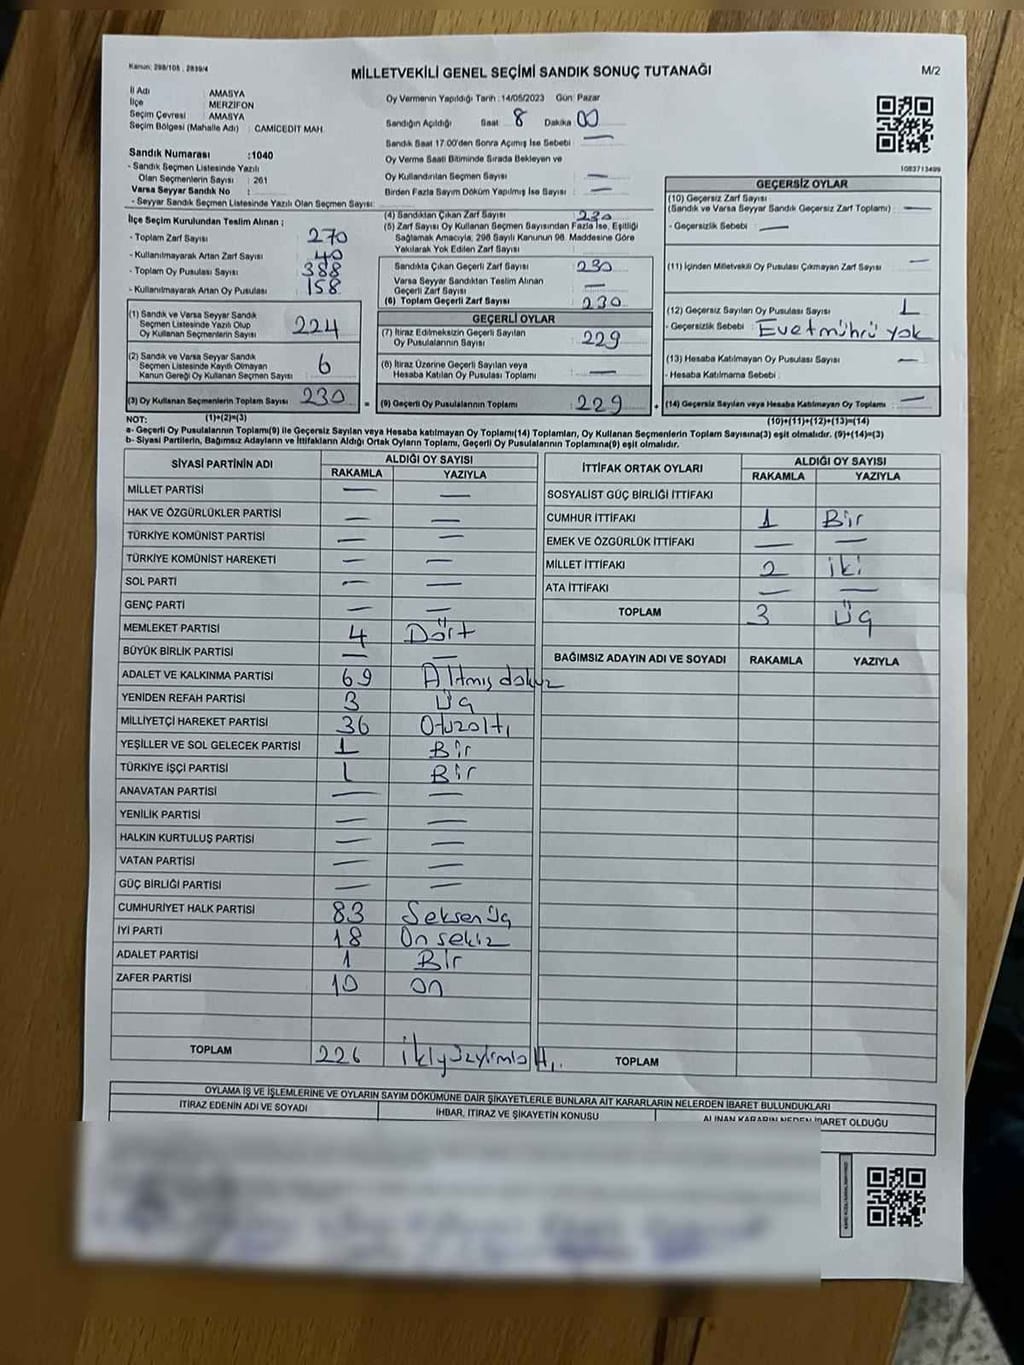 Kanun: 298/105 ; 2839/4
MİLLETVEKİLİ GENEL SEÇİMİ SANDIK SONUÇ TUTANAĞI
M/2
İl Adı AMASYA
İlçe MERZİFON
Seçim Çevresi AMASYA
Seçim Bölgesi (Mahalle Adı) : CAMİCEDİT MAH.
Sandık Numarası :1040
- Sandık Seçmen Listesinde Yazılı
Olan Seçmenlerin Sayısı : 261
Varsa Seyyar Sandık No :
- Seyyar Sandık Seçmen Listesinde Yazılı Olan Seçmen Sayısı:
Oy Vermenin Yapıldığı Tarih : 14/05/2023 Gün: Pazar
Sandığın Açıldığı Saat 8 Dakika 00
Sandık Saat 17:00'den Sonra Açılmış İse Sebebi : —
Oy Verme Saati Bitiminde Sırada Bekleyen ve
Oy Kullandırılan Seçmen Sayısı : —
Birden Fazla Sayım Döküm Yapılmış İse Sayısı : —
1083713499
İlçe Seçim Kurulundan Teslim Alınan ;
- Toplam Zarf Sayısı 270
- Kullanılmayarak Artan Zarf Sayısı 40
- Toplam Oy Pusulası Sayısı 388
- Kullanılmayarak Artan Oy Pusulası 158
(1) Sandık ve Varsa Seyyar Sandık
Seçmen Listesinde Yazılı Olup
Oy Kullanan Seçmenlerin Sayısı 224
(2) Sandık ve Varsa Seyyar Sandık
Seçmen Listesinde Kayıtlı Olmayan
Kanun Gereği Oy Kullanan Seçmen Sayısı 6
(3) Oy Kullanan Seçmenlerin Toplam Sayısı 230
(1)+(2)=(3)
(4) Sandıktan Çıkan Zarf Sayısı 230
(5) Zarf Sayısı Oy Kullanan Seçmen Sayısından Fazla İse, Eşitliği
Sağlamak Amacıyla, 298 Sayılı Kanunun 98. Maddesine Göre
Yakılarak Yok Edilen Zarf Sayısı
Sandıkta Çıkan Geçerli Zarf Sayısı 230
Varsa Seyyar Sandıktan Teslim Alınan
Geçerli Zarf Sayısı —
(6) Toplam Geçerli Zarf Sayısı 230
GEÇERLİ OYLAR
(7) İtiraz Edilmeksizin Geçerli Sayılan
Oy Pusulalarının Sayısı 229
(8) İtiraz Üzerine Geçerli Sayılan veya
Hesaba Katılan Oy Pusulası Toplamı —
= (9) Geçerli Oy Pusulalarının Toplamı 229 +
GEÇERSİZ OYLAR
(10) Geçersiz Zarf Sayısı
(Sandık ve Varsa Seyyar Sandık Geçersiz Zarf Toplamı) —
- Geçersizlik Sebebi : —
(11) İçinden Milletvekili Oy Pusulası Çıkmayan Zarf Sayısı —
(12) Geçersiz Sayılan Oy Pusulası Sayısı 1
- Geçersizlik Sebebi : Evet mührü yok
(13) Hesaba Katılmayan Oy Pusulası Sayısı —
- Hesaba Katılmama Sebebi :
(14) Geçersiz Sayılan veya Hesaba Katılmayan Oy Toplamı —
(10)+(11)+(12)+(13)=(14)
NOT:
a- Geçerli Oy Pusulalarının Toplamı(9) ile Geçersiz Sayılan veya Hesaba katılmayan Oy Toplamı(14) Toplamları, Oy Kullanan Seçmenlerin Toplam Sayısına(3) eşit olmalıdır. (9)+(14)=(3)
b- Siyasi Partilerin, Bağımsız Adayların ve İttifakların Aldığı Ortak Oyların Toplamı, Geçerli Oy Pusulalarının Toplamına(9) eşit olmalıdır.
SİYASİ PARTİNİN ADI ALDIĞI OY SAYISI
RAKAMLA YAZIYLA
MİLLET PARTİSİ — —
HAK VE ÖZGÜRLÜKLER PARTİSİ — —
TÜRKİYE KOMÜNİST PARTİSİ — —
TÜRKİYE KOMÜNİST HAREKETİ — —
SOL PARTİ — —
GENÇ PARTİ — —
MEMLEKET PARTİSİ 4 Dört
BÜYÜK BİRLİK PARTİSİ — —
ADALET VE KALKINMA PARTİSİ 69 Altmış dokuz
YENİDEN REFAH PARTİSİ 3 Üç
MİLLİYETÇİ HAREKET PARTİSİ 36 Otuzaltı
YEŞİLLER VE SOL GELECEK PARTİSİ 1 Bir
TÜRKİYE İŞÇİ PARTİSİ 1 Bir
ANAVATAN PARTİSİ — —
YENİLİK PARTİSİ — —
HALKIN KURTULUŞ PARTİSİ — —
VATAN PARTİSİ — —
GÜÇ BİRLİĞİ PARTİSİ — —
CUMHURİYET HALK PARTİSİ 83 Seksen üç
İYİ PARTİ 18 On sekiz
ADALET PARTİSİ 1 Bir
ZAFER PARTİSİ 10 On
TOPLAM 226 ikiyüzyirmialtı
İTTİFAK ORTAK OYLARI ALDIĞI OY SAYISI
RAKAMLA YAZIYLA
SOSYALİST GÜÇ BİRLİĞİ İTTİFAKI
CUMHUR İTTİFAKI 1 Bir
EMEK VE ÖZGÜRLÜK İTTİFAKI — —
MİLLET İTTİFAKI 2 iki
ATA İTTİFAKI — —
TOPLAM 3 Üç
BAĞIMSIZ ADAYIN ADI VE SOYADI RAKAMLA YAZIYLA
TOPLAM
OYLAMA İŞ VE İŞLEMLERİNE VE OYLARIN SAYIM DÖKÜMÜNE DAİR ŞİKAYETLERLE BUNLARA AİT KARARLARIN NELERDEN İBARET BULUNDUKLARI
İTİRAZ EDENİN ADI VE SOYADI İHBAR, İTİRAZ VE ŞİKAYETİN KONUSU ALINAN KARARIN NEDEN İBARET OLDUĞU